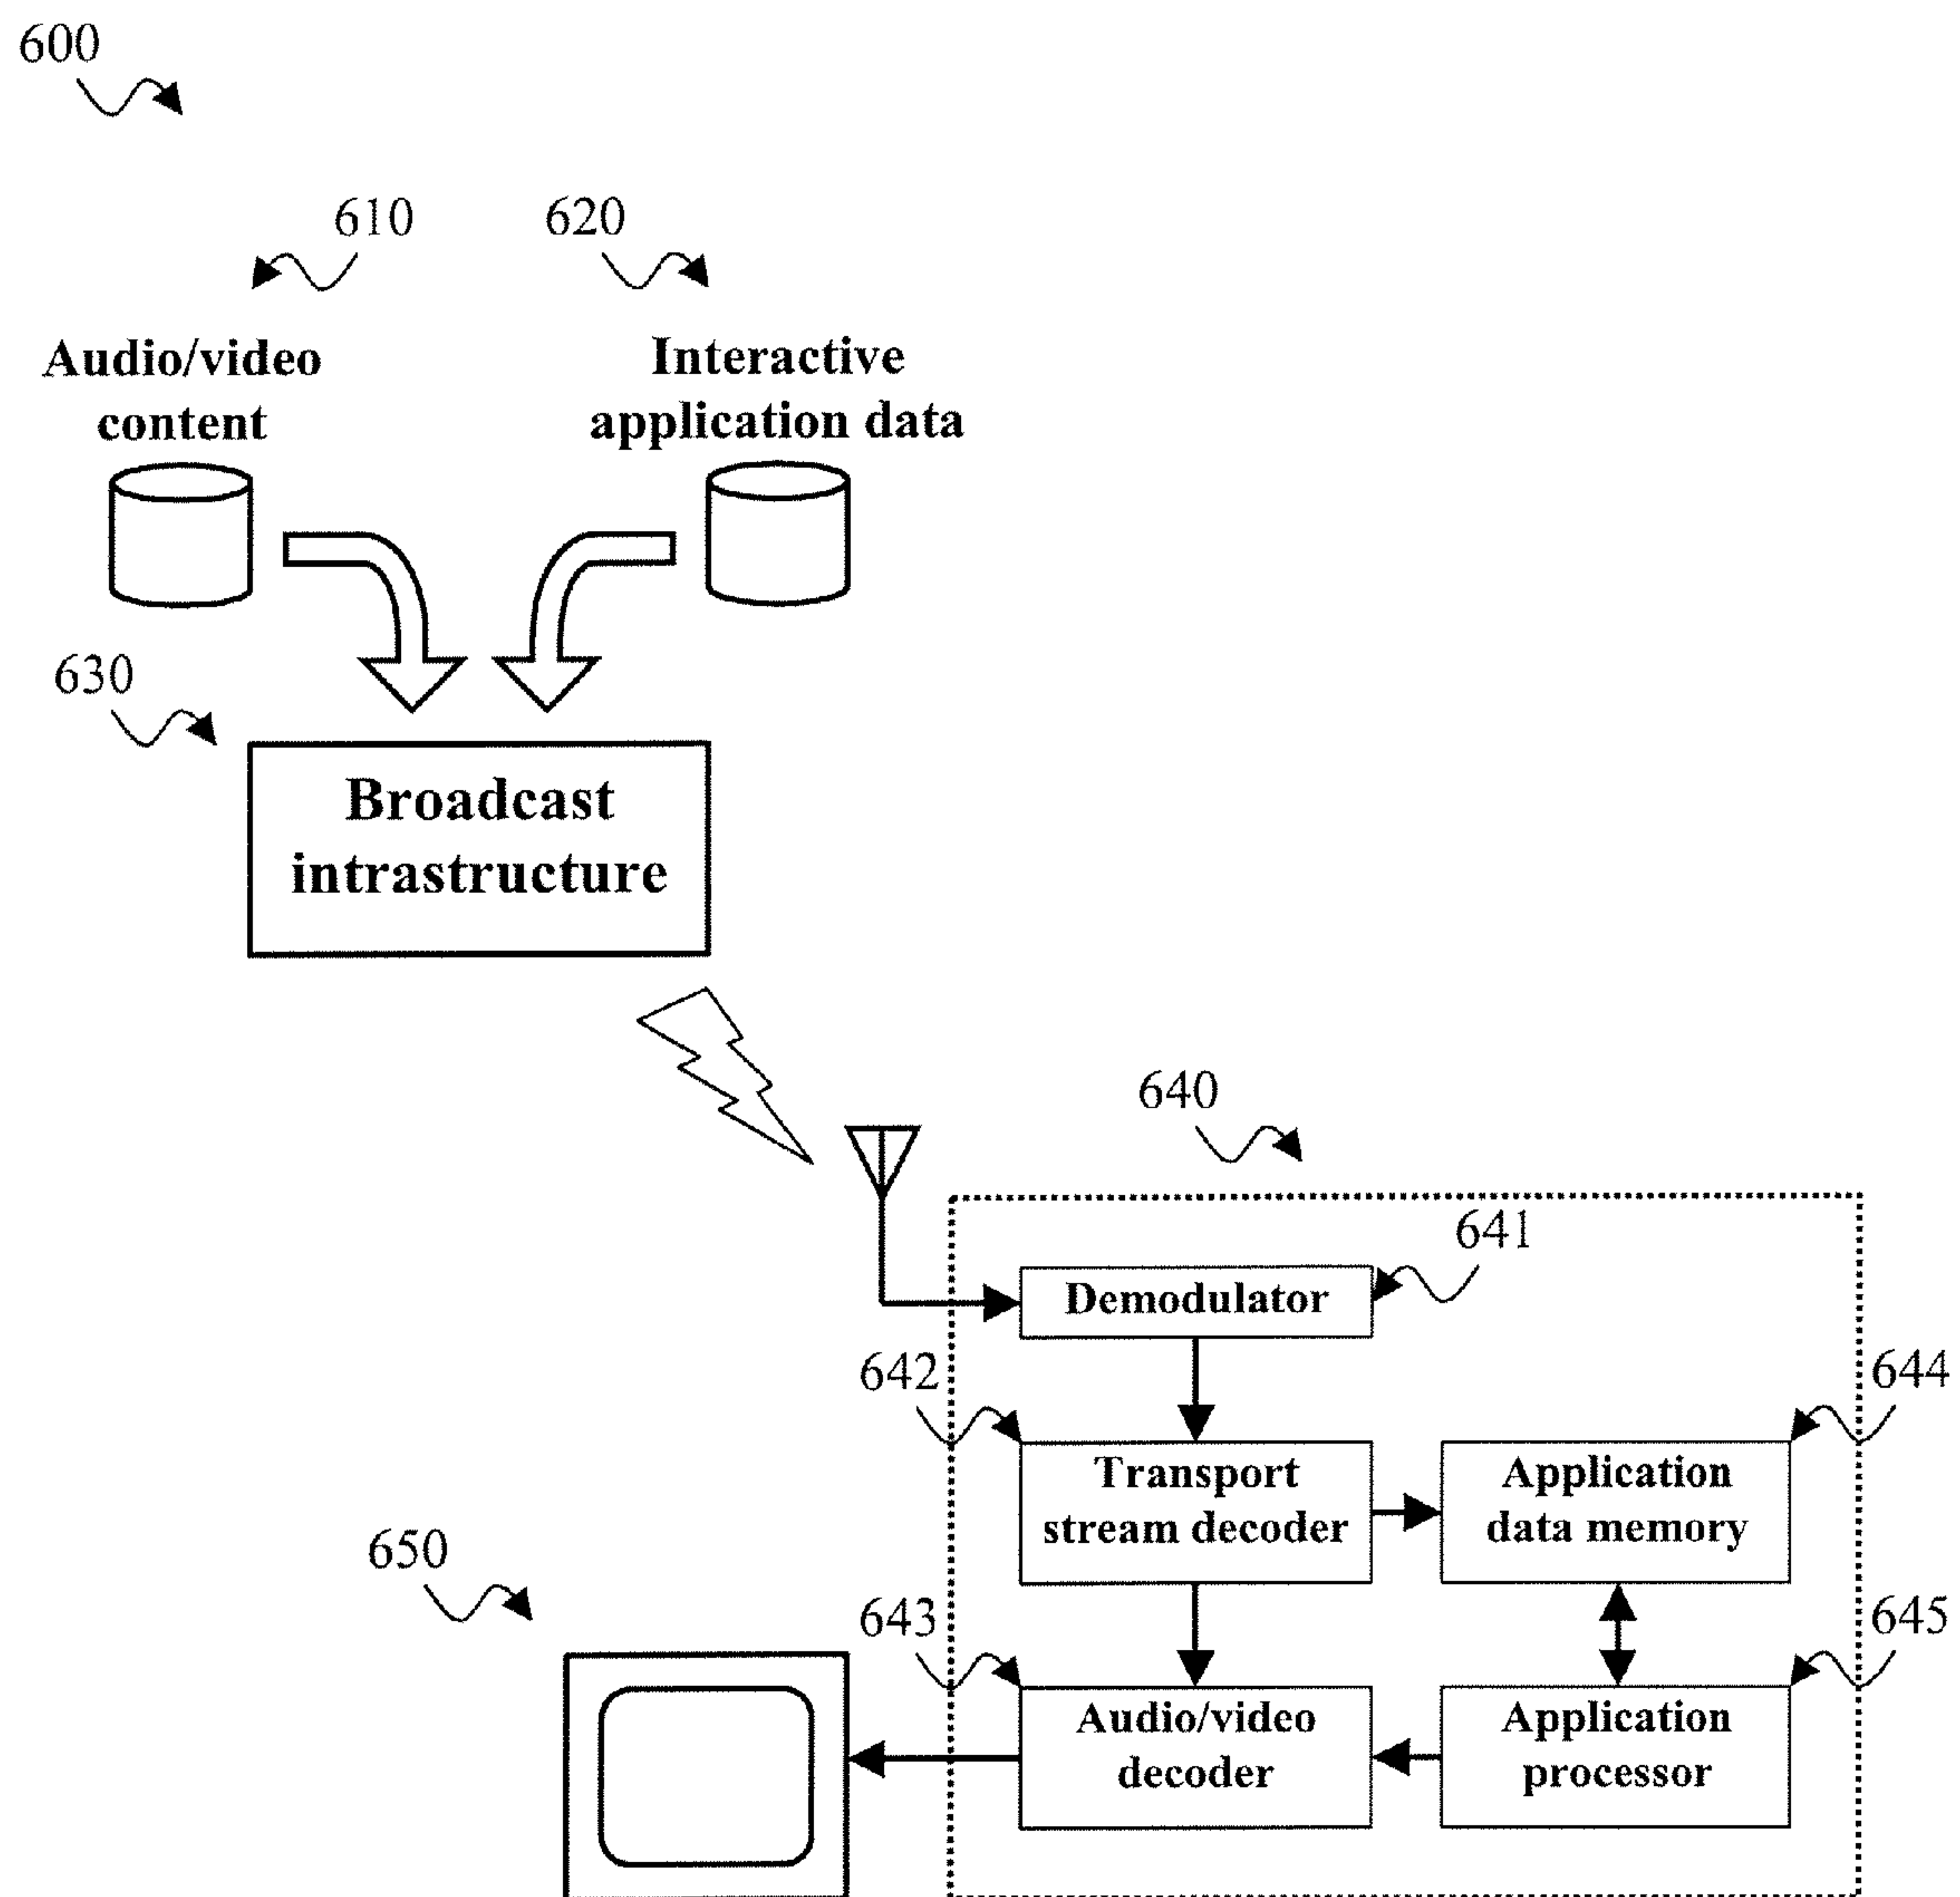 600
610
620
Audio/video
content
Interactive
application data
630
Broadcast
intrastructure
640
641
Demodulator
642
644
Transport
stream decoder
Application
data memory
650
643
645
Audio/video
decoder
Application
processor